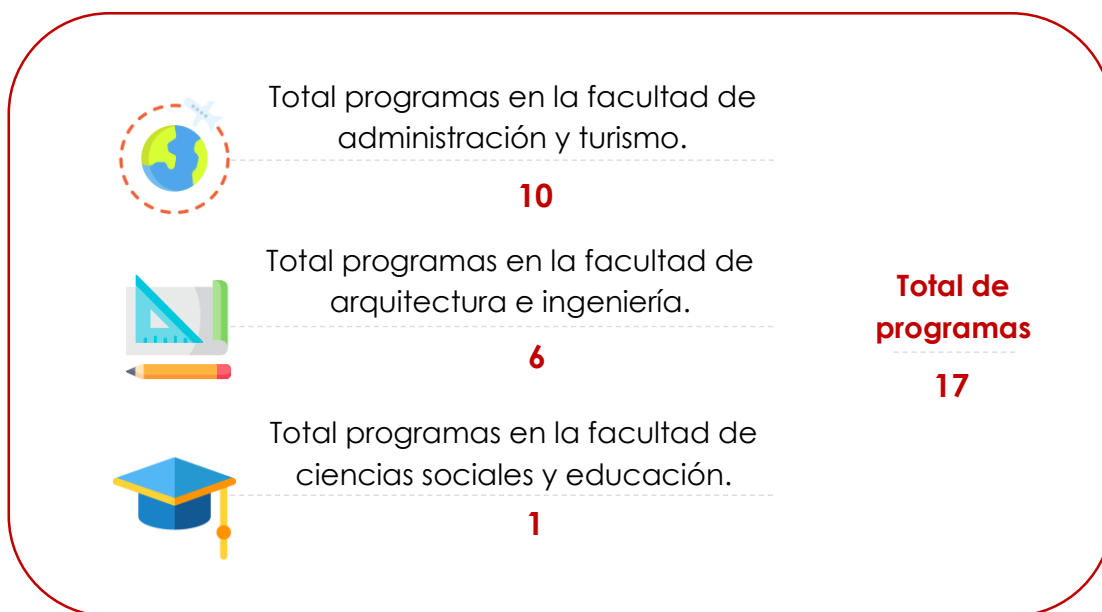 Total programas en la facultad de
administración y turismo.
10
Total programas en la facultad de
arquitectura e ingeniería.
6
Total programas en la facultad de
ciencias sociales y educación.
1
Total de
programas
17